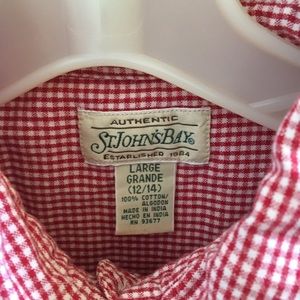 AUTHENTIC
ST JOHN'S BAY
ESTABLISHED 1984
LARGE
GRANDE
(12/14)
100% COTTON/
ALGODON
MADE IN INDIA
HECHO EN INDIA
RN 93677